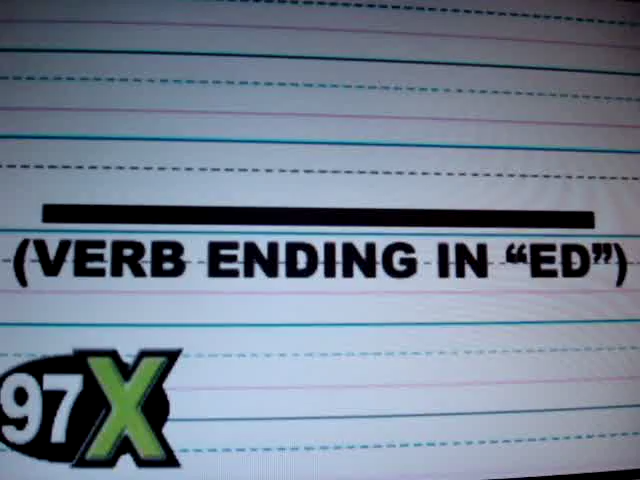 (VERB ENDING IN “ED”)
97X